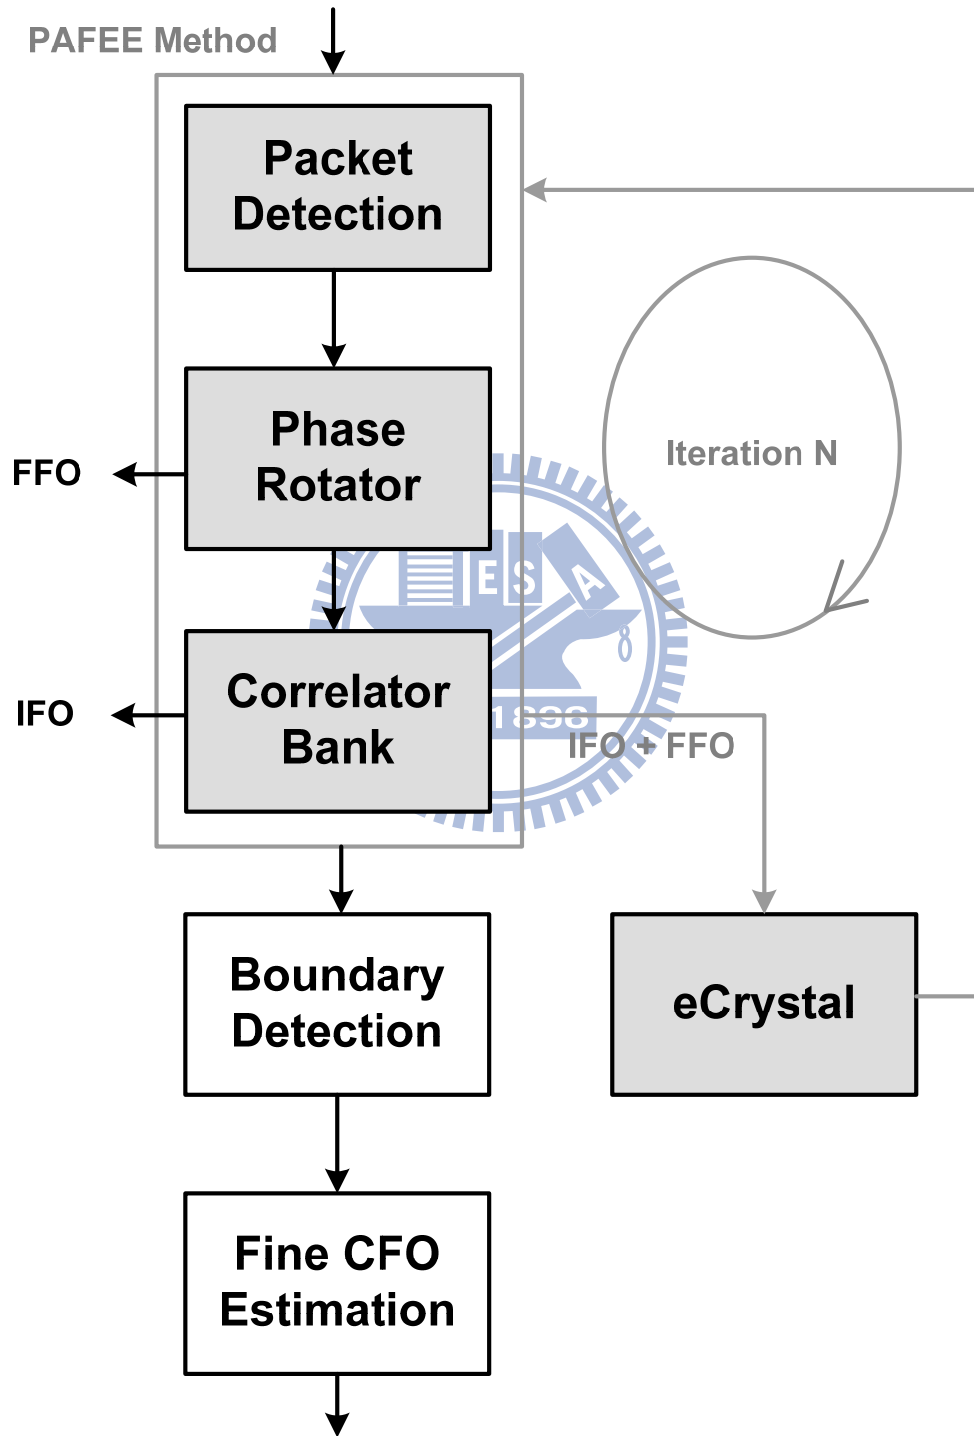 PAFEE Method
Packet
Detection
Phase
Rotator
FFO
Iteration N
E S A
Correlator
Bank
IFO
1896
IFO + FFO
Boundary
Detection
eCrystal
Fine CFO
Estimation